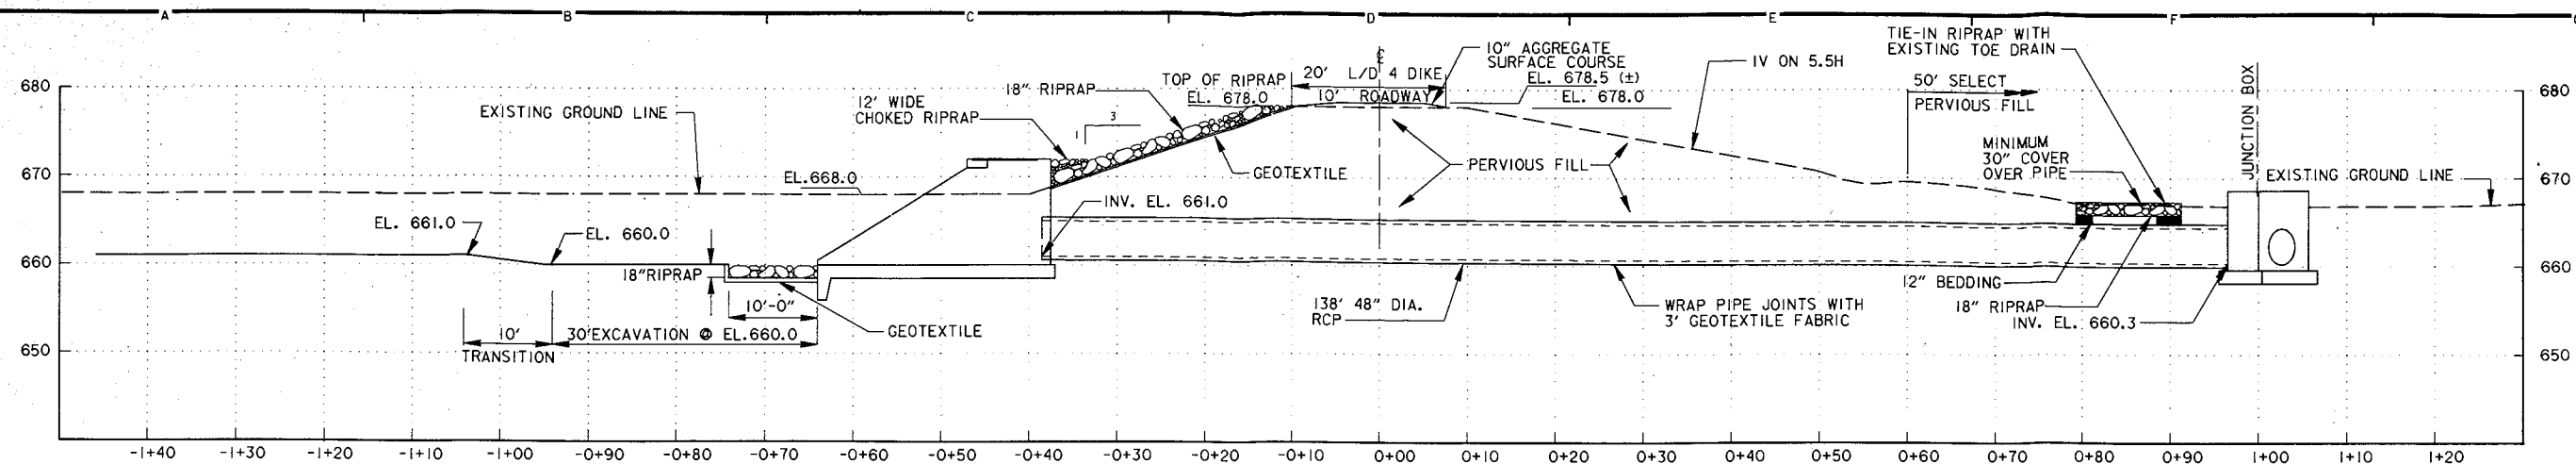 A B C D E F
680
670
660
650
EXISTING GROUND LINE
EL. 661.0
EL. 660.0
18" RIPRAP
10'-0"
10'
TRANSITION
30' EXCAVATION @ EL. 660.0
GEOTEXTILE
EL. 668.0
12' WIDE
CHOKED RIPRAP
18" RIPRAP
1
3
TOP OF RIPRAP
EL. 678.0
INV. EL. 661.0
GEOTEXTILE
℄
20' L/D 4 DIKE
10' ROADWAY
10" AGGREGATE
SURFACE COURSE
EL. 678.5 (±)
EL. 678.0
PERVIOUS FILL
1V ON 5.5H
138' 48" DIA.
RCP
WRAP PIPE JOINTS WITH
3' GEOTEXTILE FABRIC
TIE-IN RIPRAP WITH
EXISTING TOE DRAIN
50' SELECT
PERVIOUS FILL
MINIMUM
30" COVER
OVER PIPE
JUNCTION BOX
EXISTING GROUND LINE
12" BEDDING
18" RIPRAP
INV. EL. 660.3
680
670
660
650
-1+40 -1+30 -1+20 -1+10 -1+00 -0+90 -0+80 -0+70 -0+60 -0+50 -0+40 -0+30 -0+20 -0+10 0+00 0+10 0+20 0+30 0+40 0+50 0+60 0+70 0+80 0+90 1+00 1+10 1+20